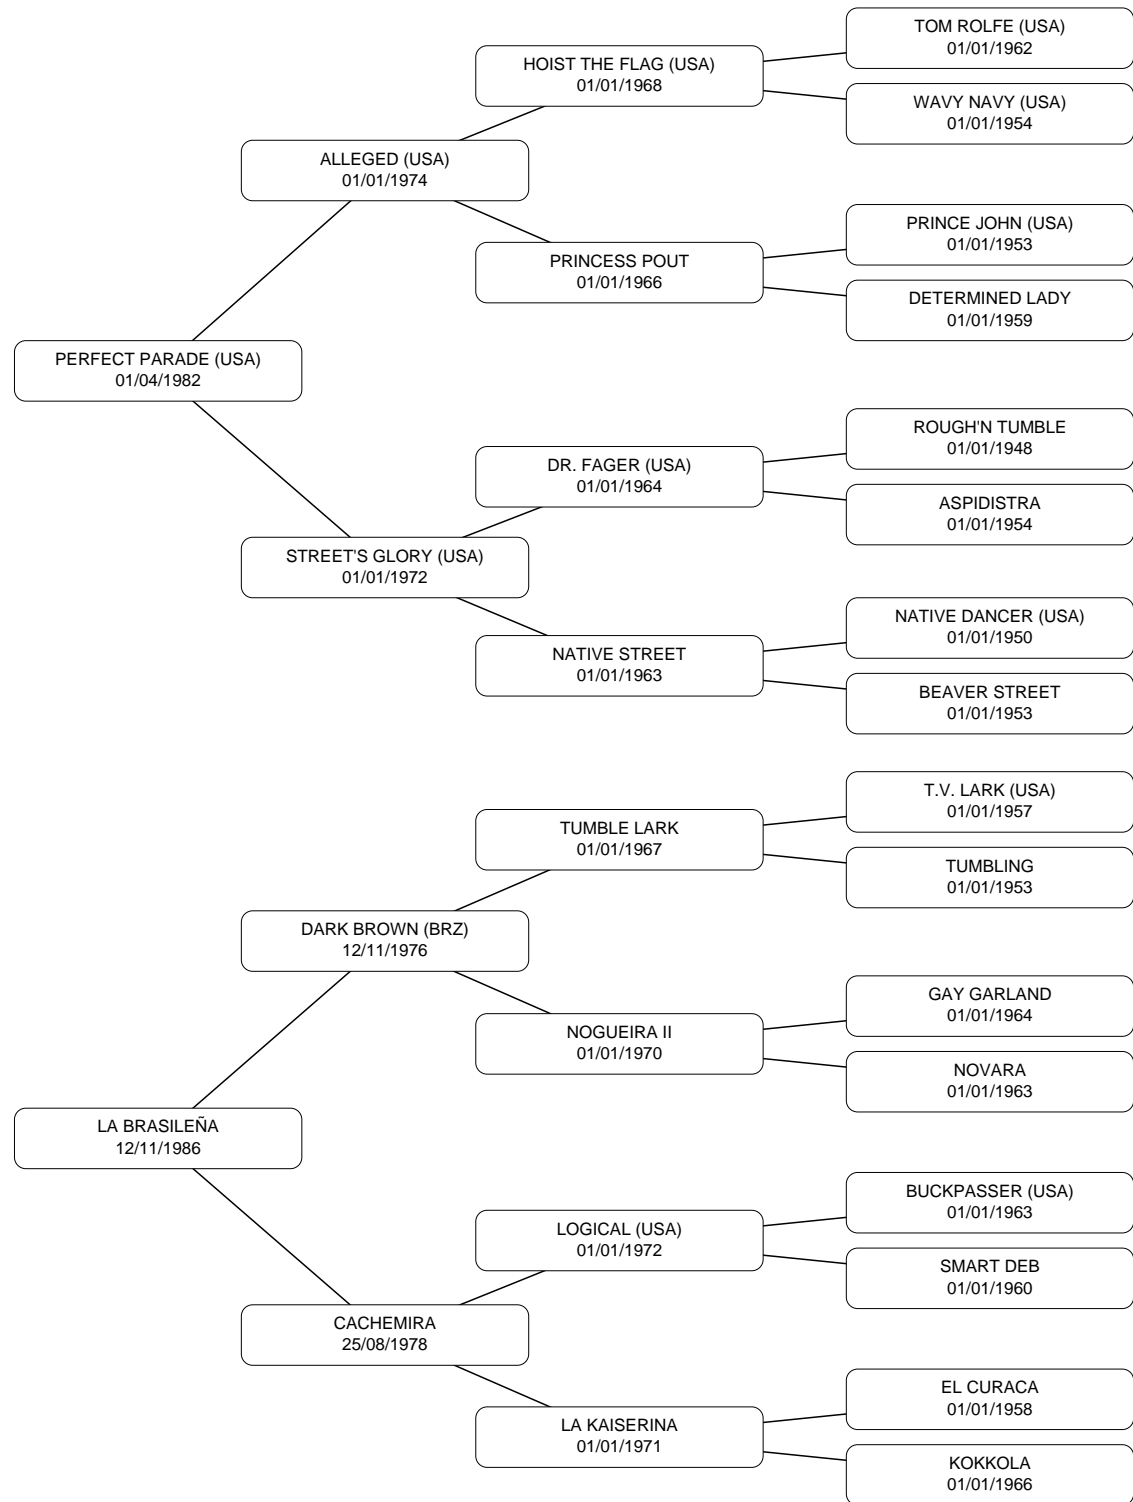 TOM ROLFE (USA)
01/01/1962
HOIST THE FLAG (USA)
01/01/1968
WAVY NAVY (USA)
01/01/1954
ALLEGED (USA)
01/01/1974
PRINCE JOHN (USA)
01/01/1953
PRINCESS POUT
01/01/1966
DETERMINED LADY
01/01/1959
PERFECT PARADE (USA)
01/04/1982
ROUGH'N TUMBLE
01/01/1948
DR. FAGER (USA)
01/01/1964
ASPIDISTRA
01/01/1954
STREET'S GLORY (USA)
01/01/1972
NATIVE DANCER (USA)
01/01/1950
NATIVE STREET
01/01/1963
BEAVER STREET
01/01/1953
T.V. LARK (USA)
01/01/1957
TUMBLE LARK
01/01/1967
TUMBLING
01/01/1953
DARK BROWN (BRZ)
12/11/1976
GAY GARLAND
01/01/1964
NOGUEIRA II
01/01/1970
NOVARA
01/01/1963
LA BRASILEÑA
12/11/1986
BUCKPASSER (USA)
01/01/1963
LOGICAL (USA)
01/01/1972
SMART DEB
01/01/1960
CACHEMIRA
25/08/1978
EL CURACA
01/01/1958
LA KAISERINA
01/01/1971
KOKKOLA
01/01/1966